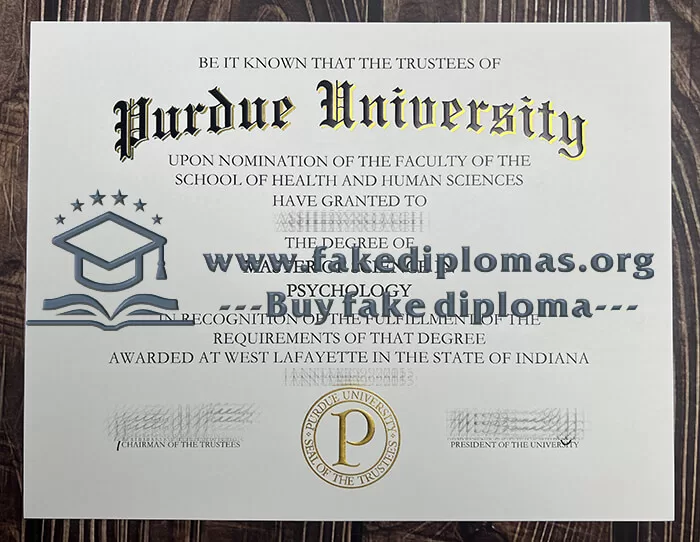 BE IT KNOWN THAT THE TRUSTEES OF
Purdue University
UPON NOMINATION OF THE FACULTY OF THE
SCHOOL OF HEALTH AND HUMAN SCIENCES
HAVE GRANTED TO
THE DEGREE OF
www.fakediplomas.org
PSYCHOLOGY
---Buy fake diploma---
IN RECOGNITION OF THE FULFILLMENT OF THE
REQUIREMENTS OF THAT DEGREE
AWARDED AT WEST LAFAYETTE IN THE STATE OF INDIANA
PURDUE UNIVERSITY
P
SEAL OF THE TRUSTEES
CHAIRMAN OF THE TRUSTEES
PRESIDENT OF THE UNIVERSITY